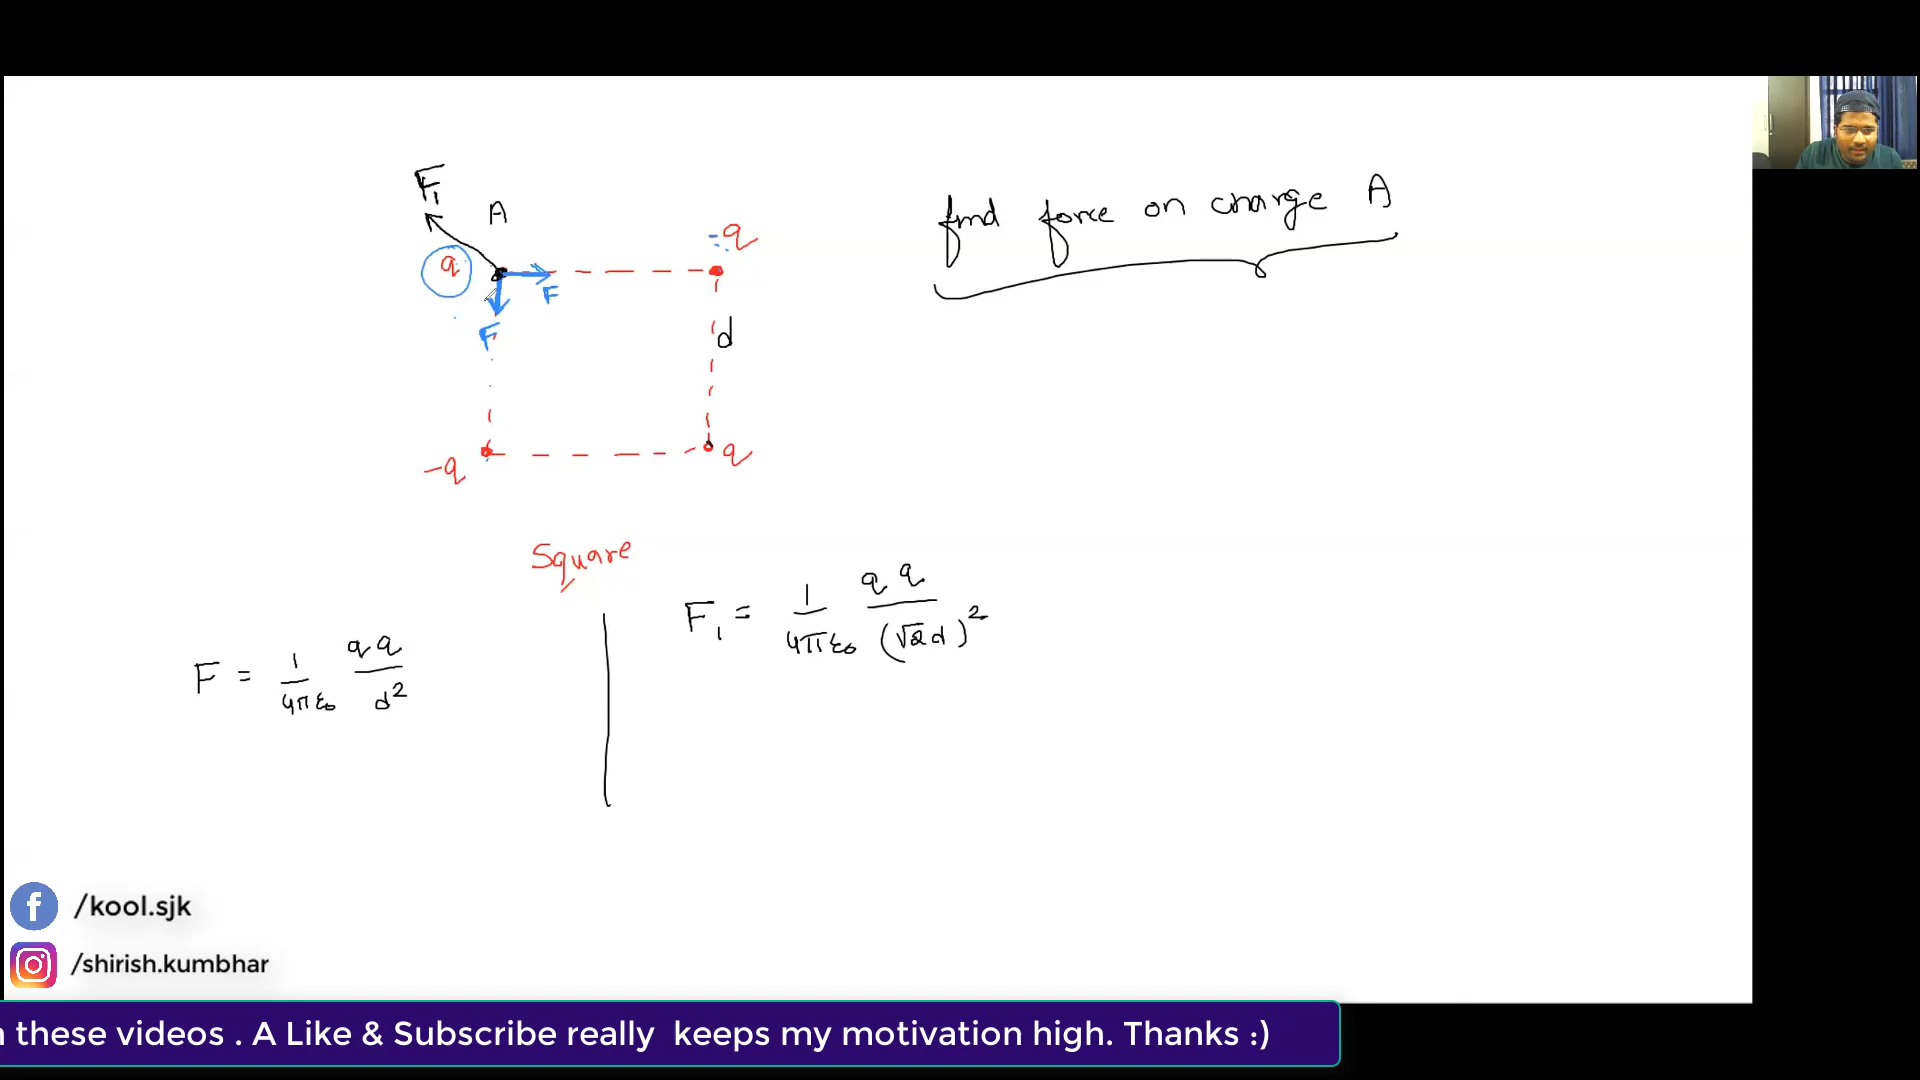 F₁
A
find force on charge A
q
-q
F
F
d
-q
q
Square
F = 1/4πε₀ qq/d²
F₁ = 1/4πε₀ qq/(√2d)²
/kool.sjk
/shirish.kumbhar
these videos . A Like & Subscribe really keeps my motivation high. Thanks :)